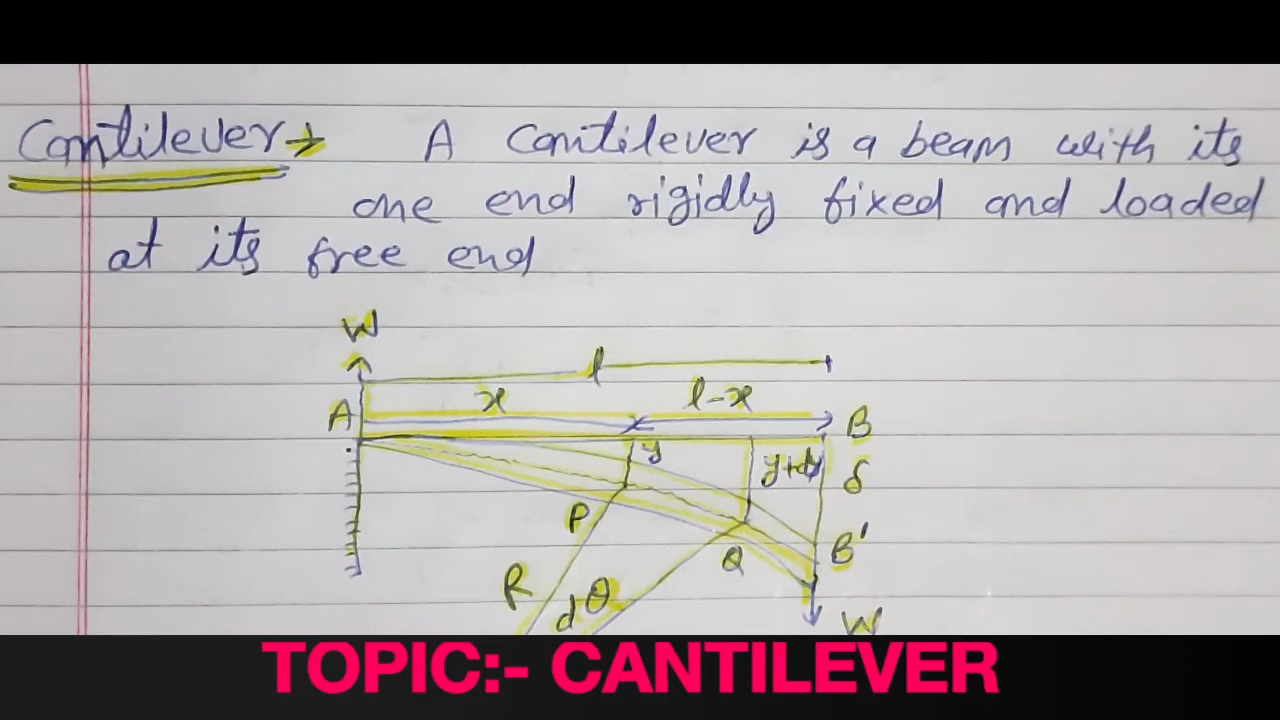 Cantilever → A cantilever is a beam with its
one end rigidly fixed and loaded
at its free end
W
l
x l-x
A B
y y+dy δ
P
Q B'
R dθ W
TOPIC:- CANTILEVER